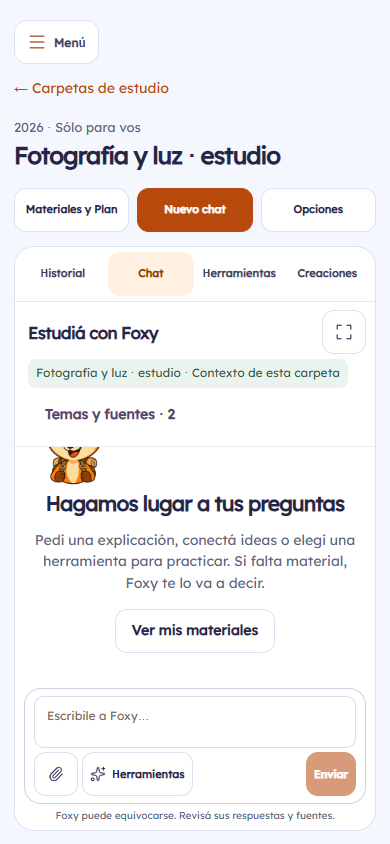 Menú
← Carpetas de estudio
2026 · Sólo para vos
Fotografía y luz · estudio
Materiales y Plan
Nuevo chat
Opciones
Historial
Chat
Herramientas
Creaciones
Estudiá con Foxy
Fotografía y luz · estudio · Contexto de esta carpeta
Temas y fuentes · 2
Hagamos lugar a tus preguntas
Pedí una explicación, conectá ideas o elegí una
herramienta para practicar. Si falta material,
Foxy te lo va a decir.
Ver mis materiales
Escribile a Foxy…
Herramientas
Enviar
Foxy puede equivocarse. Revisá sus respuestas y fuentes.